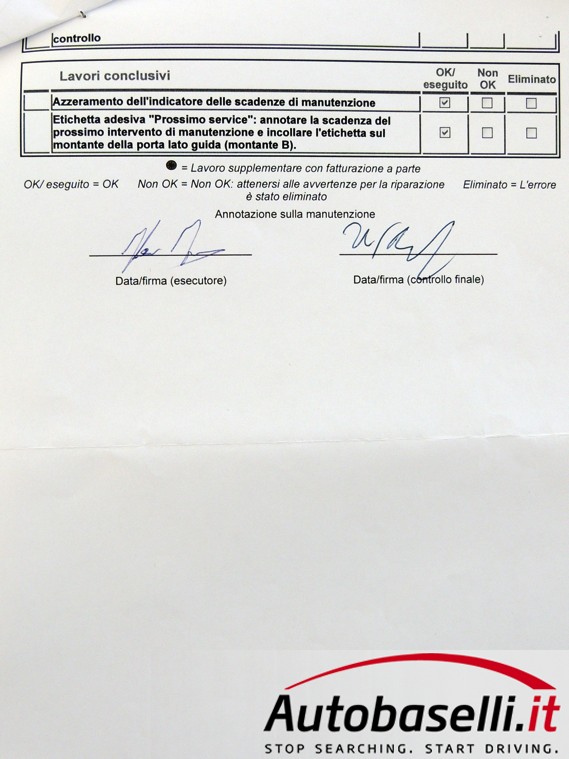 controllo
Lavori conclusivi
OK/ eseguito
Non OK
Eliminato
Azzeramento dell'indicatore delle scadenze di manutenzione
Etichetta adesiva "Prossimo service": annotare la scadenza del
prossimo intervento di manutenzione e incollare l'etichetta sul
montante della porta lato guida (montante B).
= Lavoro supplementare con fatturazione a parte
OK/ eseguito = OK Non OK = Non OK: attenersi alle avvertenze per la riparazione Eliminato = L'errore
è stato eliminato
Annotazione sulla manutenzione
Data/firma (esecutore) Data/firma (controllo finale)
Autobaselli.it
STOP SEARCHING. START DRIVING.